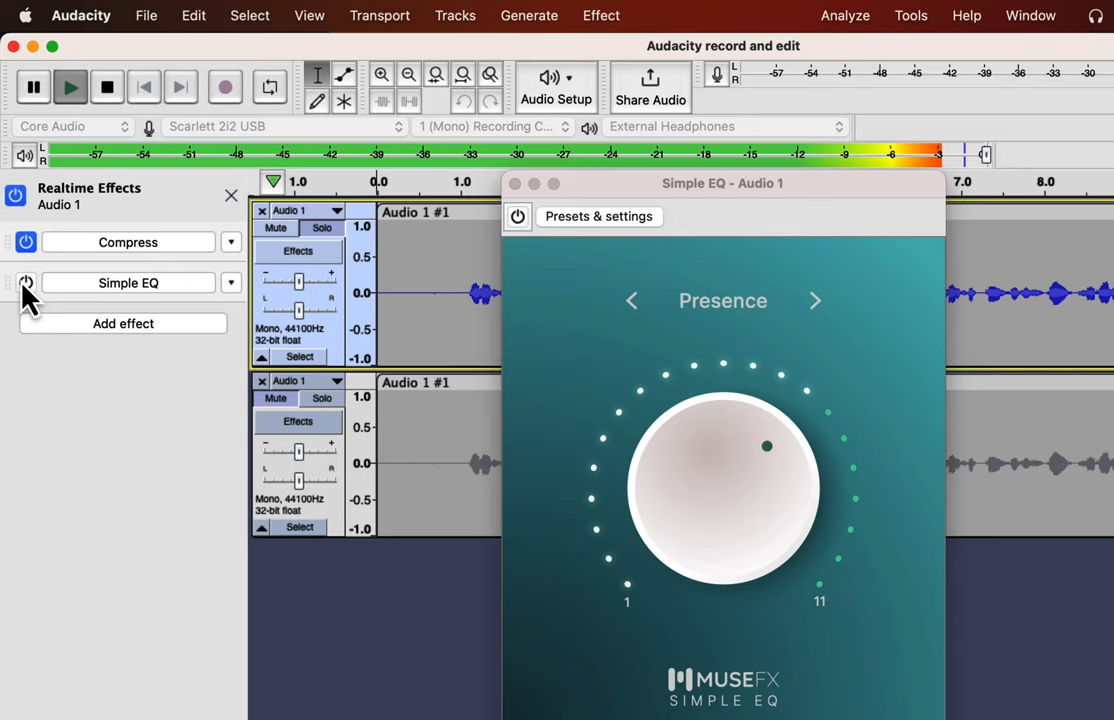 Audacity File Edit Select View Transport Tracks Generate Effect Analyze Tools Help Window
Audacity record and edit
Audio Setup
Share Audio
L
R
-57 -54 -51 -48 -45 -42 -39 -36 -33 -30
Core Audio
Scarlett 2i2 USB
1 (Mono) Recording C...
External Headphones
L
R
-57 -54 -51 -48 -45 -42 -39 -36 -33 -30 -27 -24 -21 -18 -15 -12 -9 -6 -3
Realtime Effects
Audio 1
1.0 0.0 1.0 7.0 8.0
Simple EQ - Audio 1
Presets & settings
Compress
Simple EQ
Add effect
Audio 1
Mute Solo
Effects
- +
L R
Mono, 44100Hz
32-bit float
Select
1.0
0.5-
0.0-
-0.5-
-1.0
Audio 1 #1
Audio 1
Mute Solo
Effects
- +
L R
Mono, 44100Hz
32-bit float
Select
1.0
0.5-
0.0-
-0.5-
-1.0
Audio 1 #1
Presence
1
11
MUSEFX
SIMPLE EQ